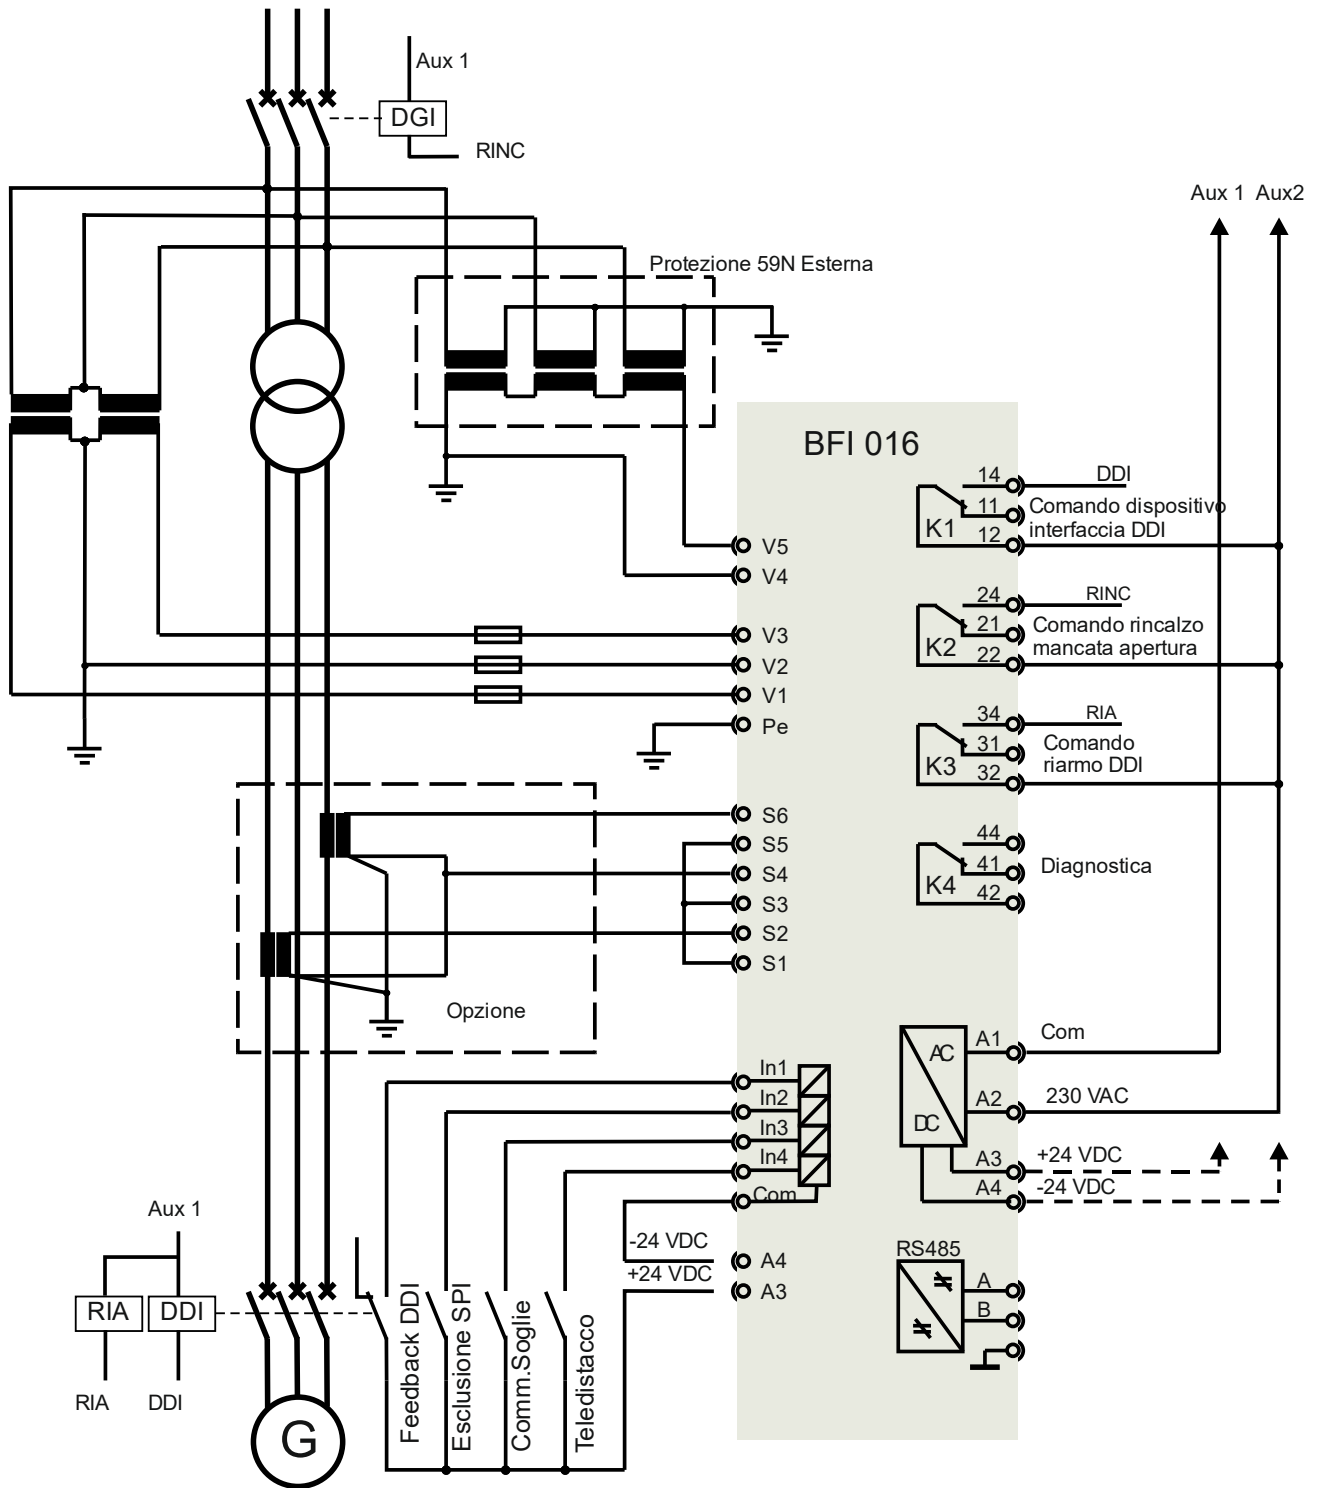 Aux 1
DGI
RINC
Aux 1 Aux2
Protezione 59N Esterna
BFI 016
V5
V4
V3
V2
V1
Pe
S6
S5
S4
S3
S2
S1
Opzione
K1
14
11
12
DDI
Comando dispositivo
interfaccia DDI
K2
24
21
22
RINC
Comando rincalzo
mancata apertura
K3
34
31
32
RIA
Comando
riarmo DDI
K4
44
41
42
Diagnostica
AC
DC
A1
Com
A2
230 VAC
A3
+24 VDC
A4
-24 VDC
In1
In2
In3
In4
Com
-24 VDC
A4
+24 VDC
A3
RS485
A
B
Aux 1
RIA
DDI
RIA
DDI
G
Feedback DDI
Esclusione SPI
Comm.Soglie
Teledistacco